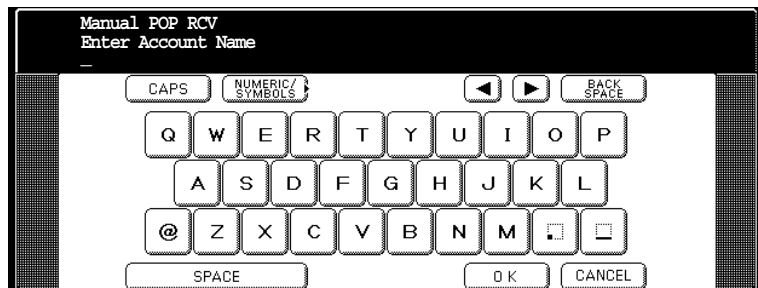 Manual POP RCV
Enter Account Name
_
CAPS NUMERIC/ SYMBOLS ◀ ▶ BACK SPACE
Q W E R T Y U I O P
A S D F G H J K L
@ Z X C V B N M . _
SPACE OK CANCEL